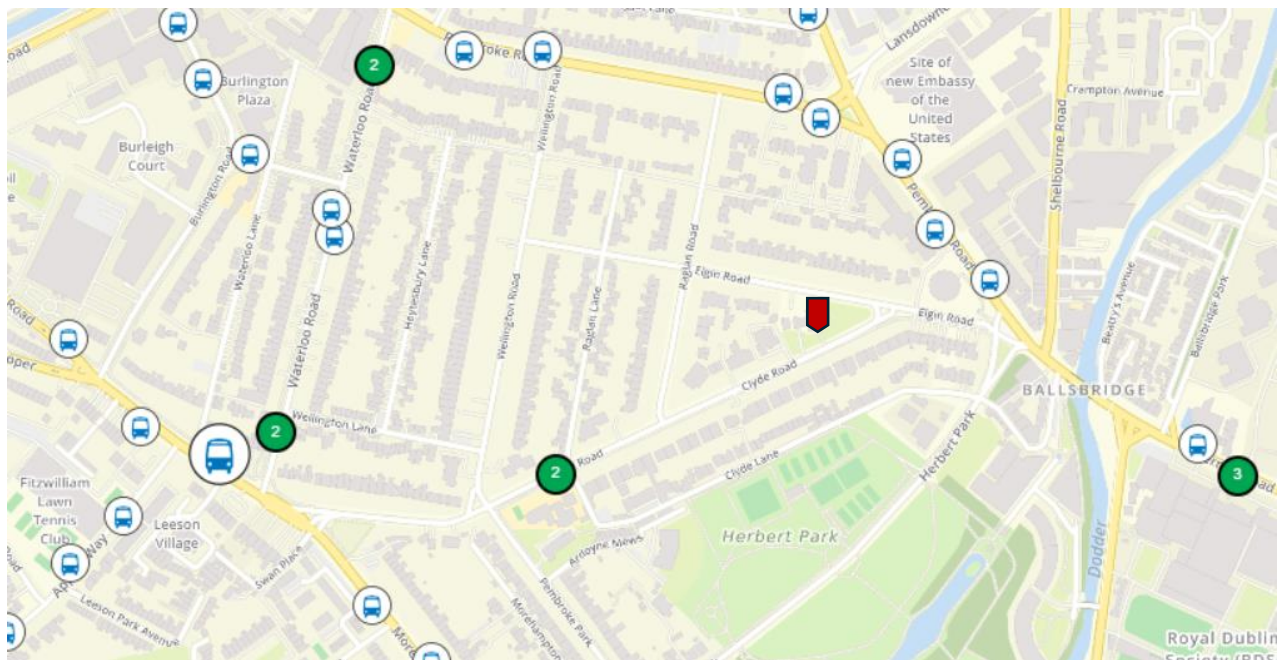 2
Lansdowne
Road
Burlington
Plaza
Site of
new Embassy
of the
United
States
Crampton Avenue
Burleigh
Court
Waterloo Road
Wellington Road
Shelbourne Road
Burlington Road
Waterloo Lane
Heytesbury Lane
Raglan Road
Elgin Road
Road
Elgin Road
Beatty's Avenue
Ballsbridge Park
Road
Waterloo Road
Wellington Road
Raglan Lane
Clyde Road
BALLSBRIDGE
Wellington Lane
2
2
Road
Clyde Lane
Herbert Park
3
Road
Fitzwilliam
Lawn
Tennis
Club
Leeson
Village
Swan Place
Herbert Park
Ardoyne Mews
Dodder
Way
Road
Leeson Park Avenue
Pembroke Park
Royal Dublin